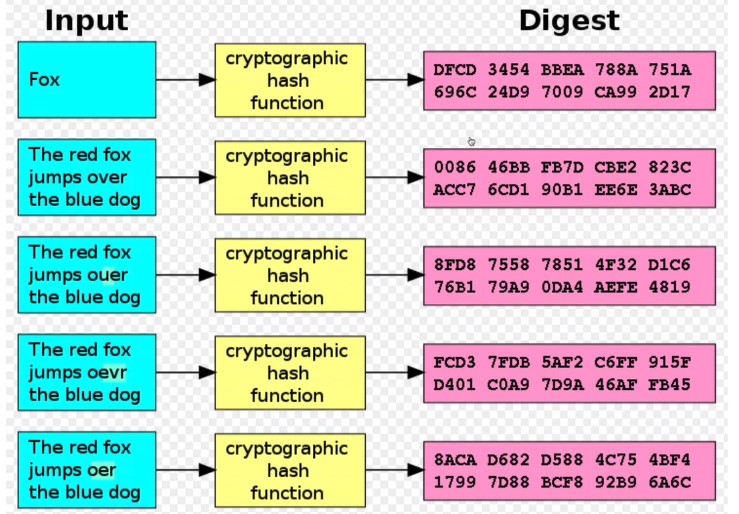 Input
Digest
Fox
cryptographic
hash
function
DFCD 3454 BBEA 788A 751A
696C 24D9 7009 CA99 2D17
The red fox
jumps over
the blue dog
cryptographic
hash
function
0086 46BB FB7D CBE2 823C
ACC7 6CD1 90B1 EE6E 3ABC
The red fox
jumps ouer
the blue dog
cryptographic
hash
function
8FD8 7558 7851 4F32 D1C6
76B1 79A9 0DA4 AEFE 4819
The red fox
jumps oevr
the blue dog
cryptographic
hash
function
FCD3 7FDB 5AF2 C6FF 915F
D401 C0A9 7D9A 46AF FB45
The red fox
jumps oer
the blue dog
cryptographic
hash
function
8ACA D682 D588 4C75 4BF4
1799 7D88 BCF8 92B9 6A6C